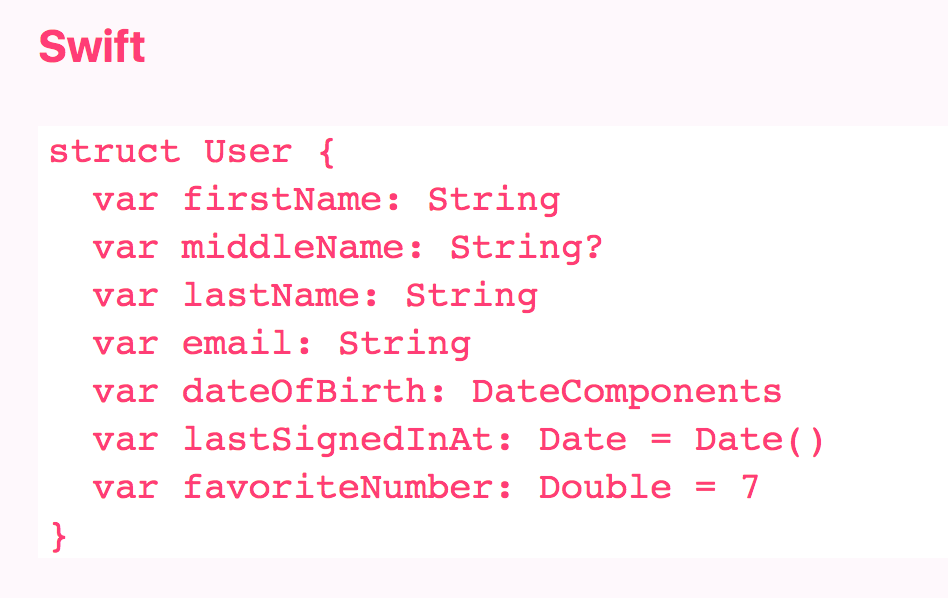 Swift
struct User {
  var firstName: String
  var middleName: String?
  var lastName: String
  var email: String
  var dateOfBirth: DateComponents
  var lastSignedInAt: Date = Date()
  var favoriteNumber: Double = 7
}